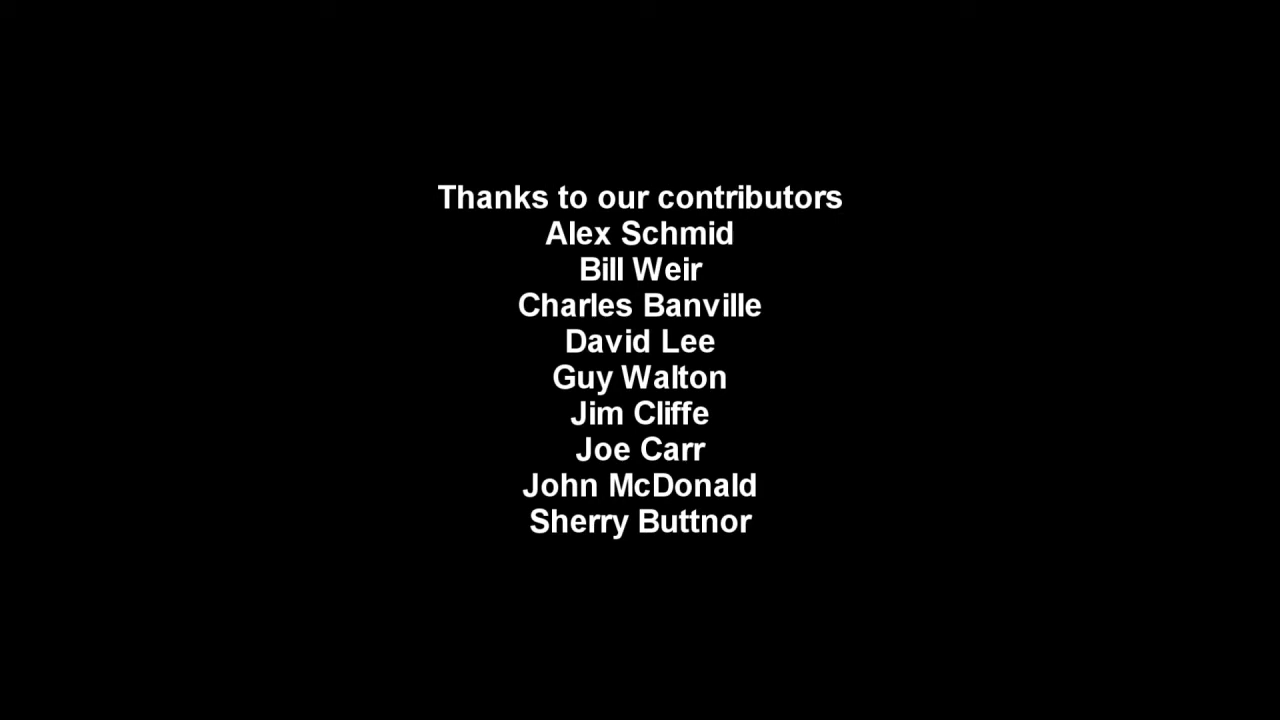 Thanks to our contributors
Alex Schmid
Bill Weir
Charles Banville
David Lee
Guy Walton
Jim Cliffe
Joe Carr
John McDonald
Sherry Buttnor